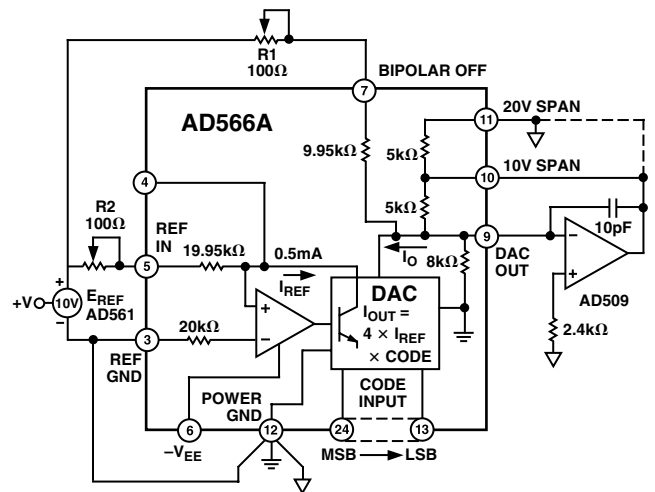 R1
100Ω
BIPOLAR OFF
7
20V SPAN
11
AD566A
9.95kΩ
5kΩ
10V SPAN
10
4
5kΩ
10pF
R2
100Ω
REF
IN
5
19.95kΩ
0.5mA
IREF
IO
8kΩ
9
DAC
OUT
+V
10V
+
−
EREF
AD561
DAC
IOUT =
4 × IREF
× CODE
+
−
−
+
AD509
2.4kΩ
3
20kΩ
REF
GND
POWER
GND
CODE
INPUT
6
12
24
13
−VEE
MSB
LSB